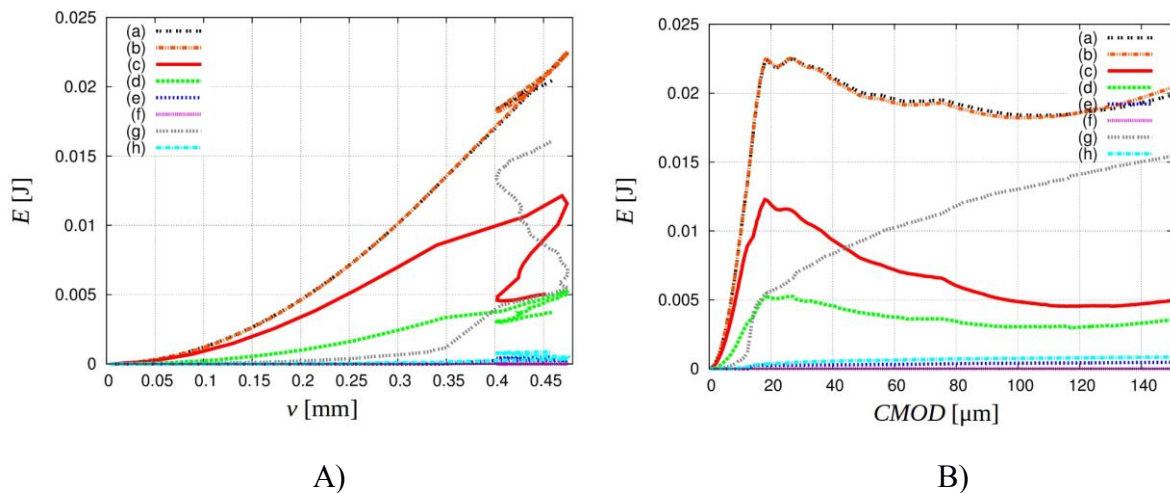 0.025
0.02
0.015
0.01
0.005
0
E [J]
(a)
(b)
(c)
(d)
(e)
(f)
(g)
(h)
0 0.05 0.1 0.15 0.2 0.25 0.3 0.35 0.4 0.45
v [mm]
A)
0.025
0.02
0.015
0.01
0.005
0
E [J]
(a)
(b)
(c)
(d)
(e)
(f)
(g)
(h)
0 20 40 60 80 100 120 140
CMOD [μm]
B)